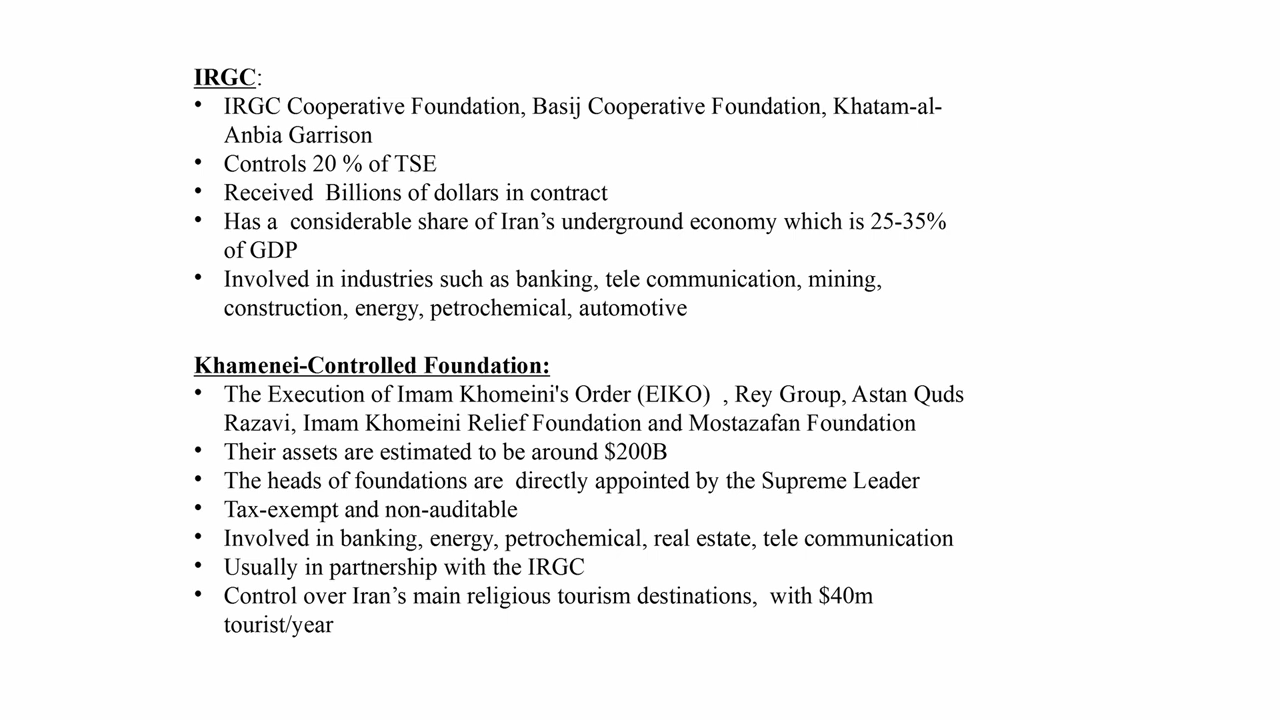 IRGC:
• IRGC Cooperative Foundation, Basij Cooperative Foundation, Khatam-al-
Anbia Garrison
• Controls 20 % of TSE
• Received  Billions of dollars in contract
• Has a  considerable share of Iran’s underground economy which is 25-35%
of GDP
• Involved in industries such as banking, tele communication, mining,
construction, energy, petrochemical, automotive
Khamenei-Controlled Foundation:
• The Execution of Imam Khomeini's Order (EIKO)  , Rey Group, Astan Quds
Razavi, Imam Khomeini Relief Foundation and Mostazafan Foundation
• Their assets are estimated to be around $200B
• The heads of foundations are  directly appointed by the Supreme Leader
• Tax-exempt and non-auditable
• Involved in banking, energy, petrochemical, real estate, tele communication
• Usually in partnership with the IRGC
• Control over Iran’s main religious tourism destinations,  with $40m
tourist/year